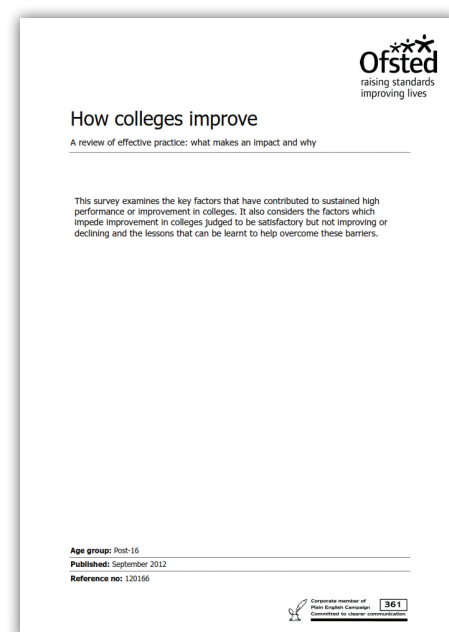 Ofsted
raising standards
improving lives
How colleges improve
A review of effective practice: what makes an impact and why
This survey examines the key factors that have contributed to sustained high
performance or improvement in colleges. It also considers the factors which
impede improvement in colleges judged to be satisfactory but not improving or
declining and the lessons that can be learnt to help overcome these barriers.
Age group: Post-16
Published: September 2012
Reference no: 120166
Corporate member of
Plain English Campaign
Committed to clearer communication
361